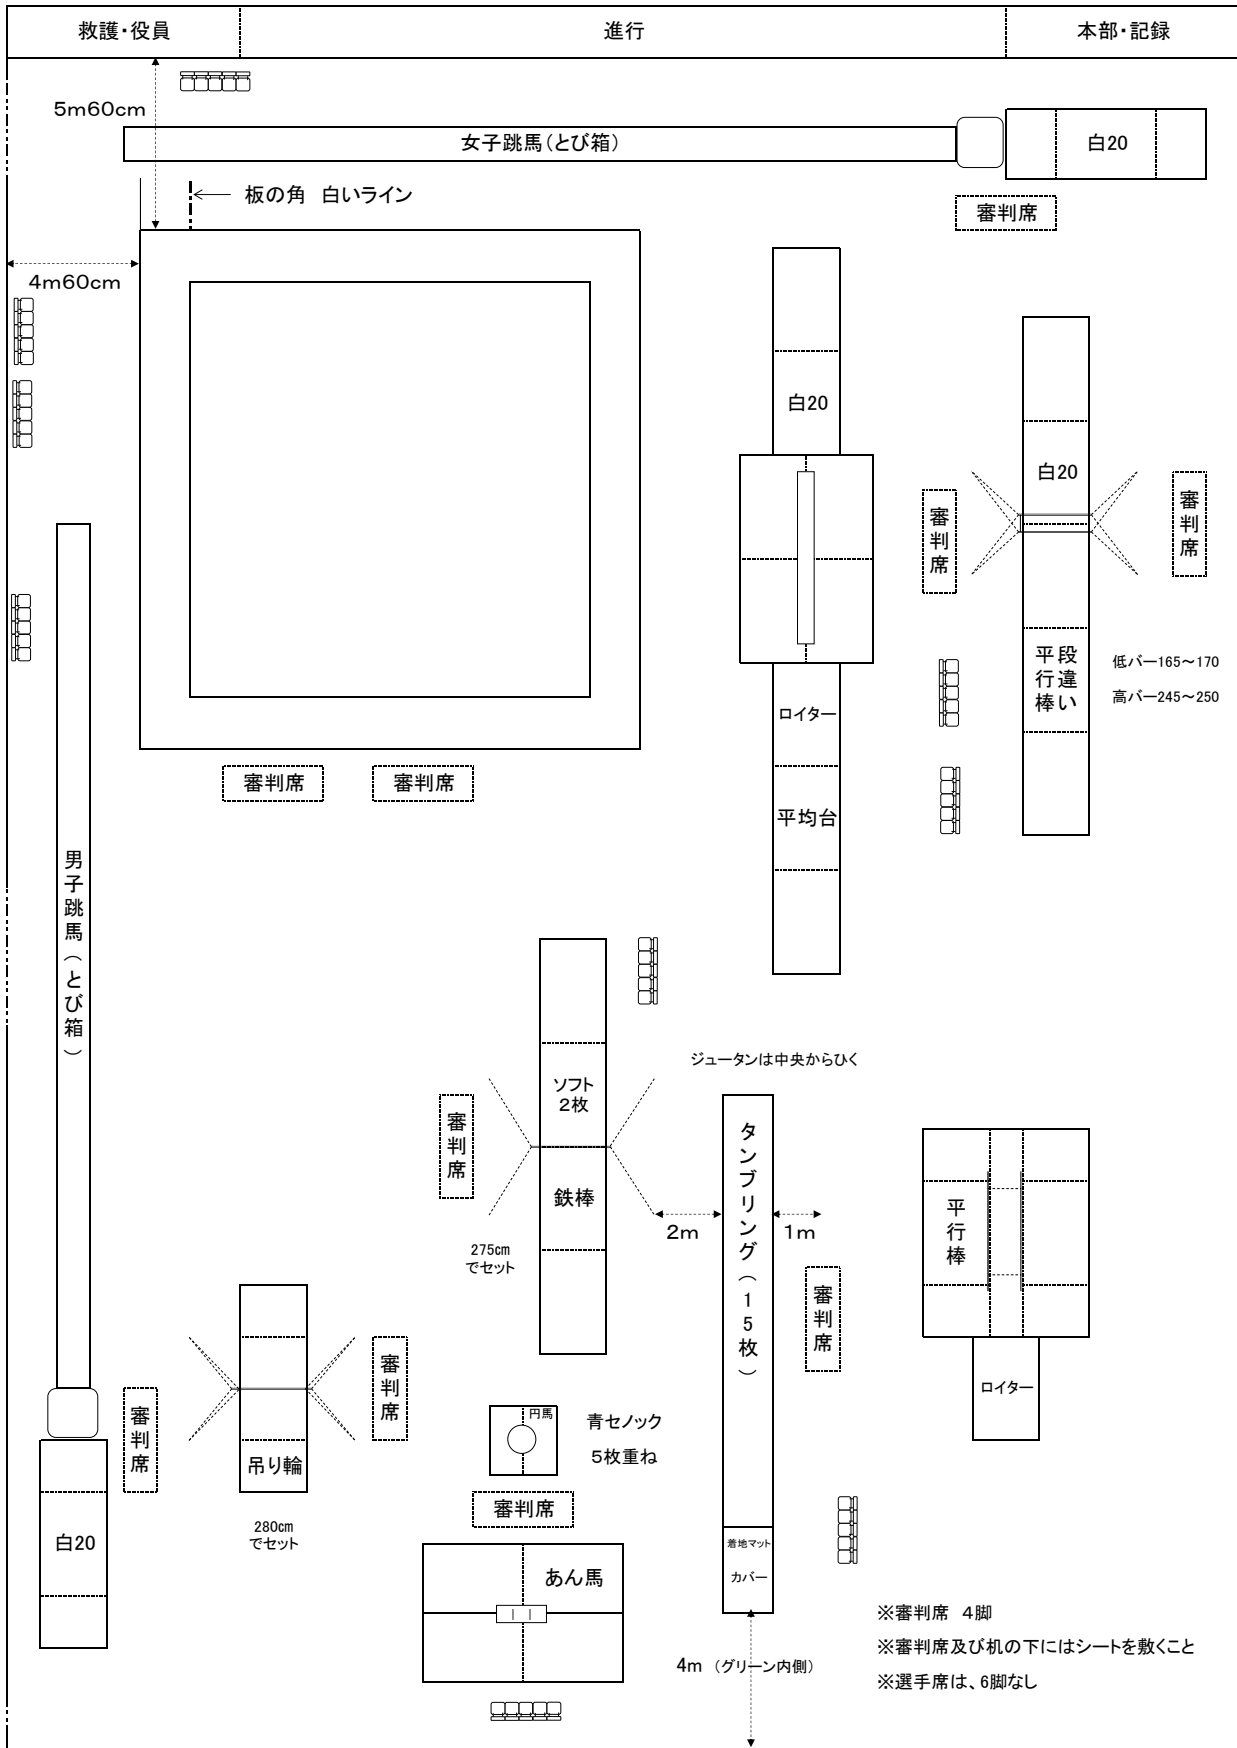 救護・役員
進行
本部・記録
5m60cm
女子跳馬（とび箱）
白20
板の角　白いライン
審判席
4m60cm
白20
白20
審判席
審判席
段違い
平行棒
低バー165～170
高バー245～250
ロイター
審判席
審判席
平均台
男子跳馬（とび箱）
ジュータンは中央からひく
ソフト
2枚
審判席
タンブリング（１５枚）
鉄棒
平行棒
2m
1m
275cm
でセット
審判席
審判席
ロイター
審判席
円馬
青セノック
5枚重ね
吊り輪
審判席
280cm
でセット
白20
着地マット
カバー
あん馬
※審判席　4脚
※審判席及び机の下にはシートを敷くこと
4m （グリーン内側）
※選手席は、6脚なし